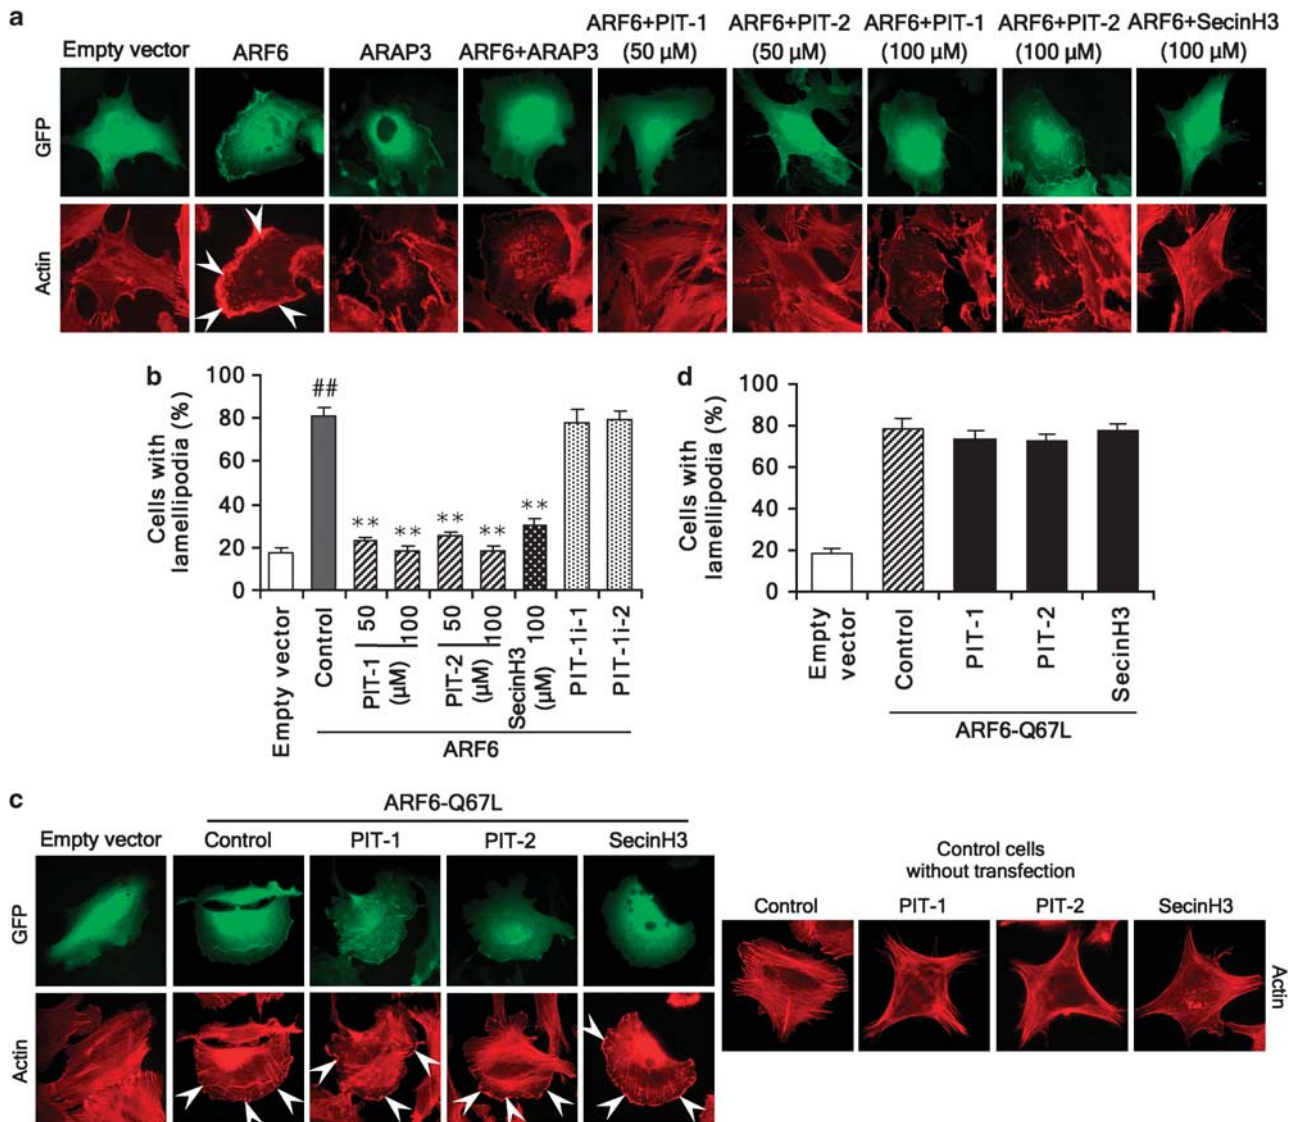 a
Empty vector
ARF6
ARAP3
ARF6+ARAP3
ARF6+PIT-1
(50 µM)
ARF6+PIT-2
(50 µM)
ARF6+PIT-1
(100 µM)
ARF6+PIT-2
(100 µM)
ARF6+SecinH3
(100 µM)
GFP
Actin
b
Cells with
lamellipodia (%)
100
80
60
40
20
0
##
**
**
**
**
**
Empty vector
Control
50
100
PIT-1
(µM)
50
100
PIT-2
(µM)
SecinH3
100
(µM)
PIT-1i-1
PIT-1i-2
ARF6
d
Cells with
lamellipodia (%)
100
80
60
40
20
0
Empty
vector
Control
PIT-1
PIT-2
SecinH3
ARF6-Q67L
c
ARF6-Q67L
Empty vector
Control
PIT-1
PIT-2
SecinH3
GFP
Actin
Control cells
without transfection
Control
PIT-1
PIT-2
SecinH3
Actin